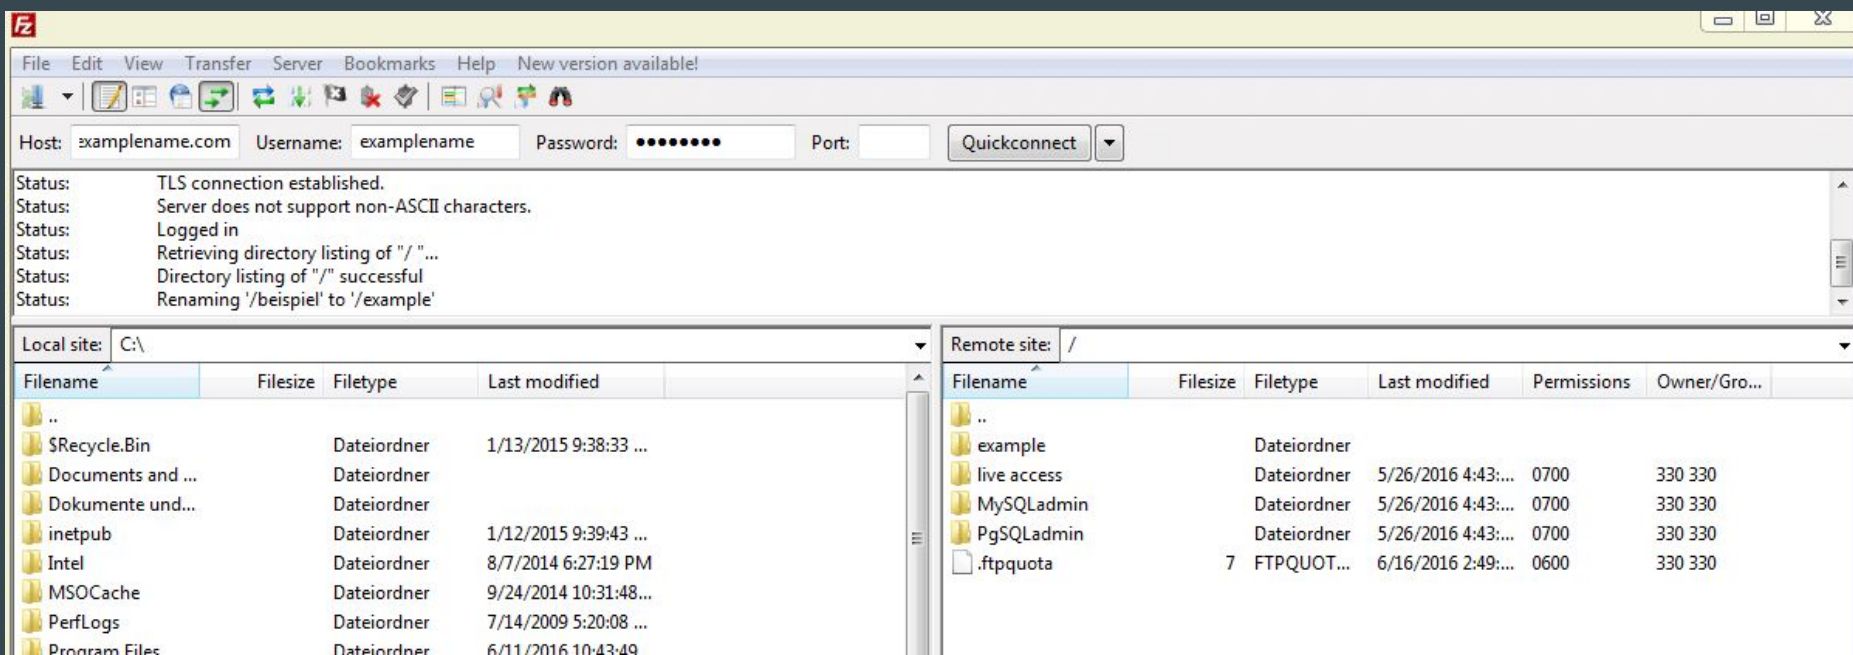 Fz
File Edit View Transfer Server Bookmarks Help New version available!
Host: examplename.com Username: examplename Password: •••••••• Port: Quickconnect
Status: TLS connection established.
Status: Server does not support non-ASCII characters.
Status: Logged in
Status: Retrieving directory listing of "/ "...
Status: Directory listing of "/" successful
Status: Renaming '/beispiel' to '/example'
Local site: C:\
Filename Filesize Filetype Last modified
..
$Recycle.Bin Dateiordner 1/13/2015 9:38:33 ...
Documents and ... Dateiordner
Dokumente und... Dateiordner
inetpub Dateiordner 1/12/2015 9:39:43 ...
Intel Dateiordner 8/7/2014 6:27:19 PM
MSOCache Dateiordner 9/24/2014 10:31:48...
PerfLogs Dateiordner 7/14/2009 5:20:08 ...
Program Files Dateiordner 6/11/2016 10:43:49
Remote site: /
Filename Filesize Filetype Last modified Permissions Owner/Gro...
..
example Dateiordner
live access Dateiordner 5/26/2016 4:43:... 0700 330 330
MySQLadmin Dateiordner 5/26/2016 4:43:... 0700 330 330
PgSQLadmin Dateiordner 5/26/2016 4:43:... 0700 330 330
.ftpquota 7 FTPQUOT... 6/16/2016 2:49:... 0600 330 330